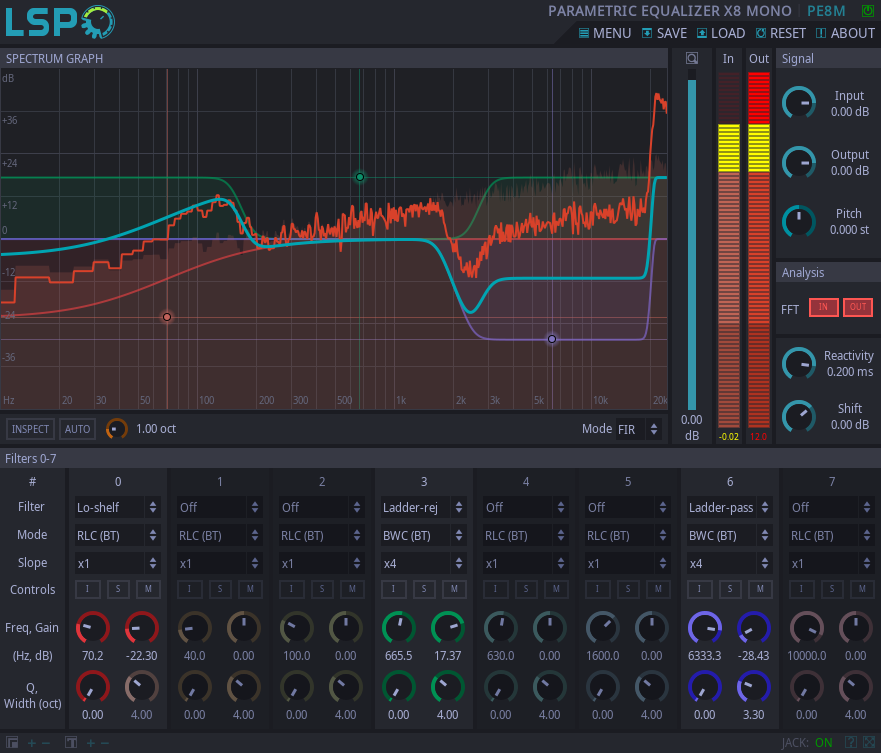 LSP
PARAMETRIC EQUALIZER X8 MONO PE8M
MENU SAVE LOAD RESET ABOUT
SPECTRUM GRAPH
dB
+36
+24
+12
0
-12
-24
-36
Hz 20 30 50 100 200 300 500 1k 2k 3k 5k 10k 20k
INSPECT AUTO 1.00 oct Mode FIR
0.00
dB
In Out
-0.02 12.0
Signal
Input
0.00 dB
Output
0.00 dB
Pitch
0.000 st
Analysis
FFT IN OUT
Reactivity
0.200 ms
Shift
0.00 dB
Filters 0-7
# 0 1 2 3 4 5 6 7
Filter Lo-shelf Off Off Ladder-rej Off Off Ladder-pass Off
Mode RLC (BT) RLC (BT) RLC (BT) BWC (BT) RLC (BT) RLC (BT) BWC (BT) RLC (BT)
Slope x1 x1 x1 x4 x1 x1 x4 x1
Controls I S M I S M I S M I S M I S M I S M I S M I S M
Freq, Gain
(Hz, dB) 70.2 -22.30 40.0 0.00 100.0 0.00 665.5 17.37 630.0 0.00 1600.0 0.00 6333.3 -28.43 10000.0 0.00
Q,
Width (oct)
0.00 4.00 0.00 4.00 0.00 4.00 0.00 4.00 0.00 4.00 0.00 4.00 0.00 3.30 0.00 4.00
JACK: ON